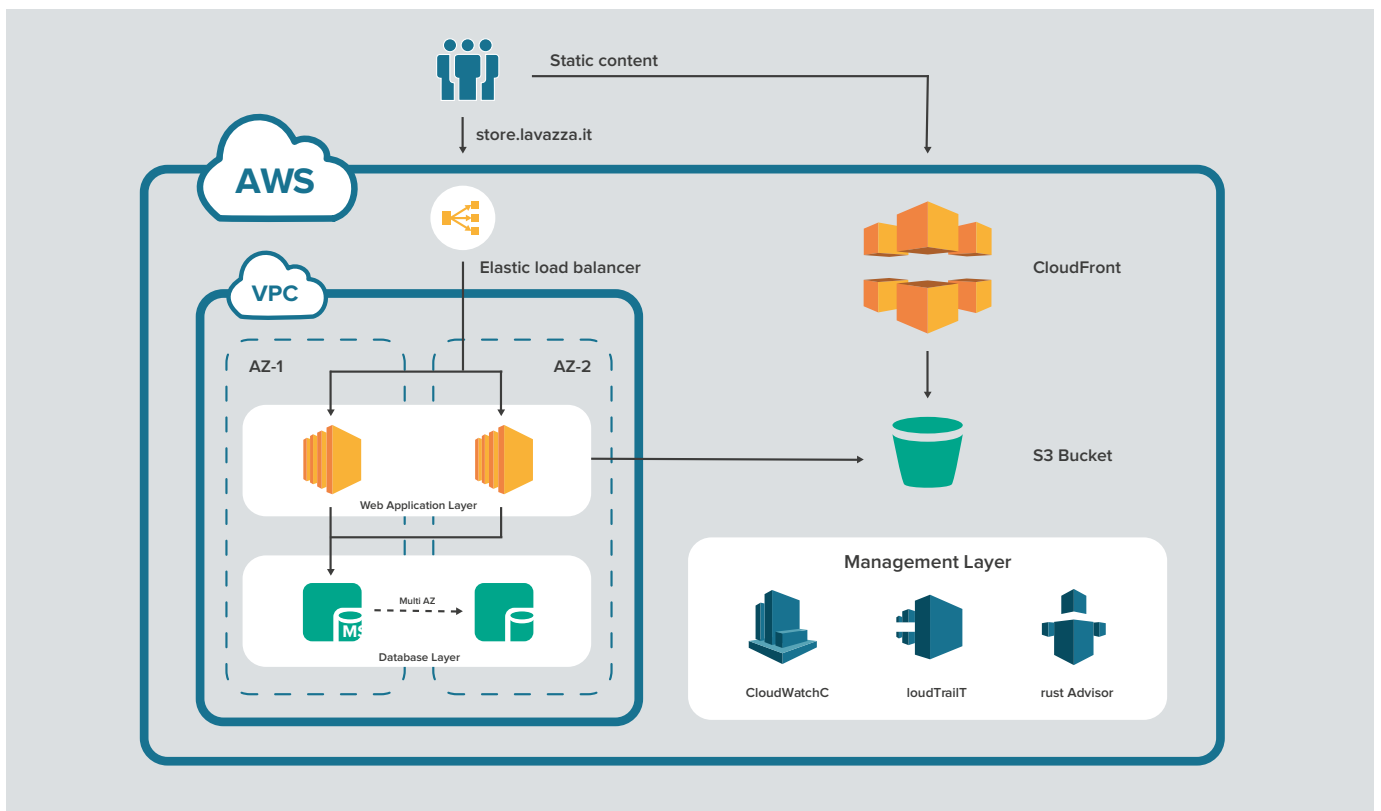 Static content
store.lavazza.it
AWS
Elastic load balancer
CloudFront
VPC
AZ-1
AZ-2
S3 Bucket
Web Application Layer
Management Layer
Multi AZ
MS
Database Layer
CloudWatchC
loudTrailT
rust Advisor